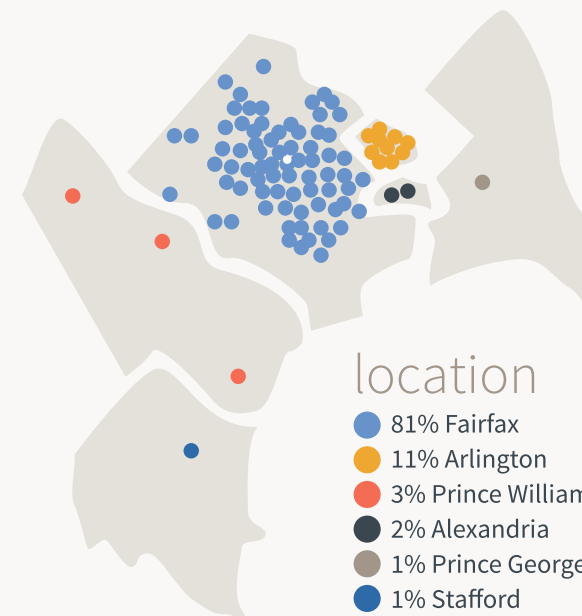 location
81% Fairfax
11% Arlington
3% Prince William
2% Alexandria
1% Prince George
1% Stafford